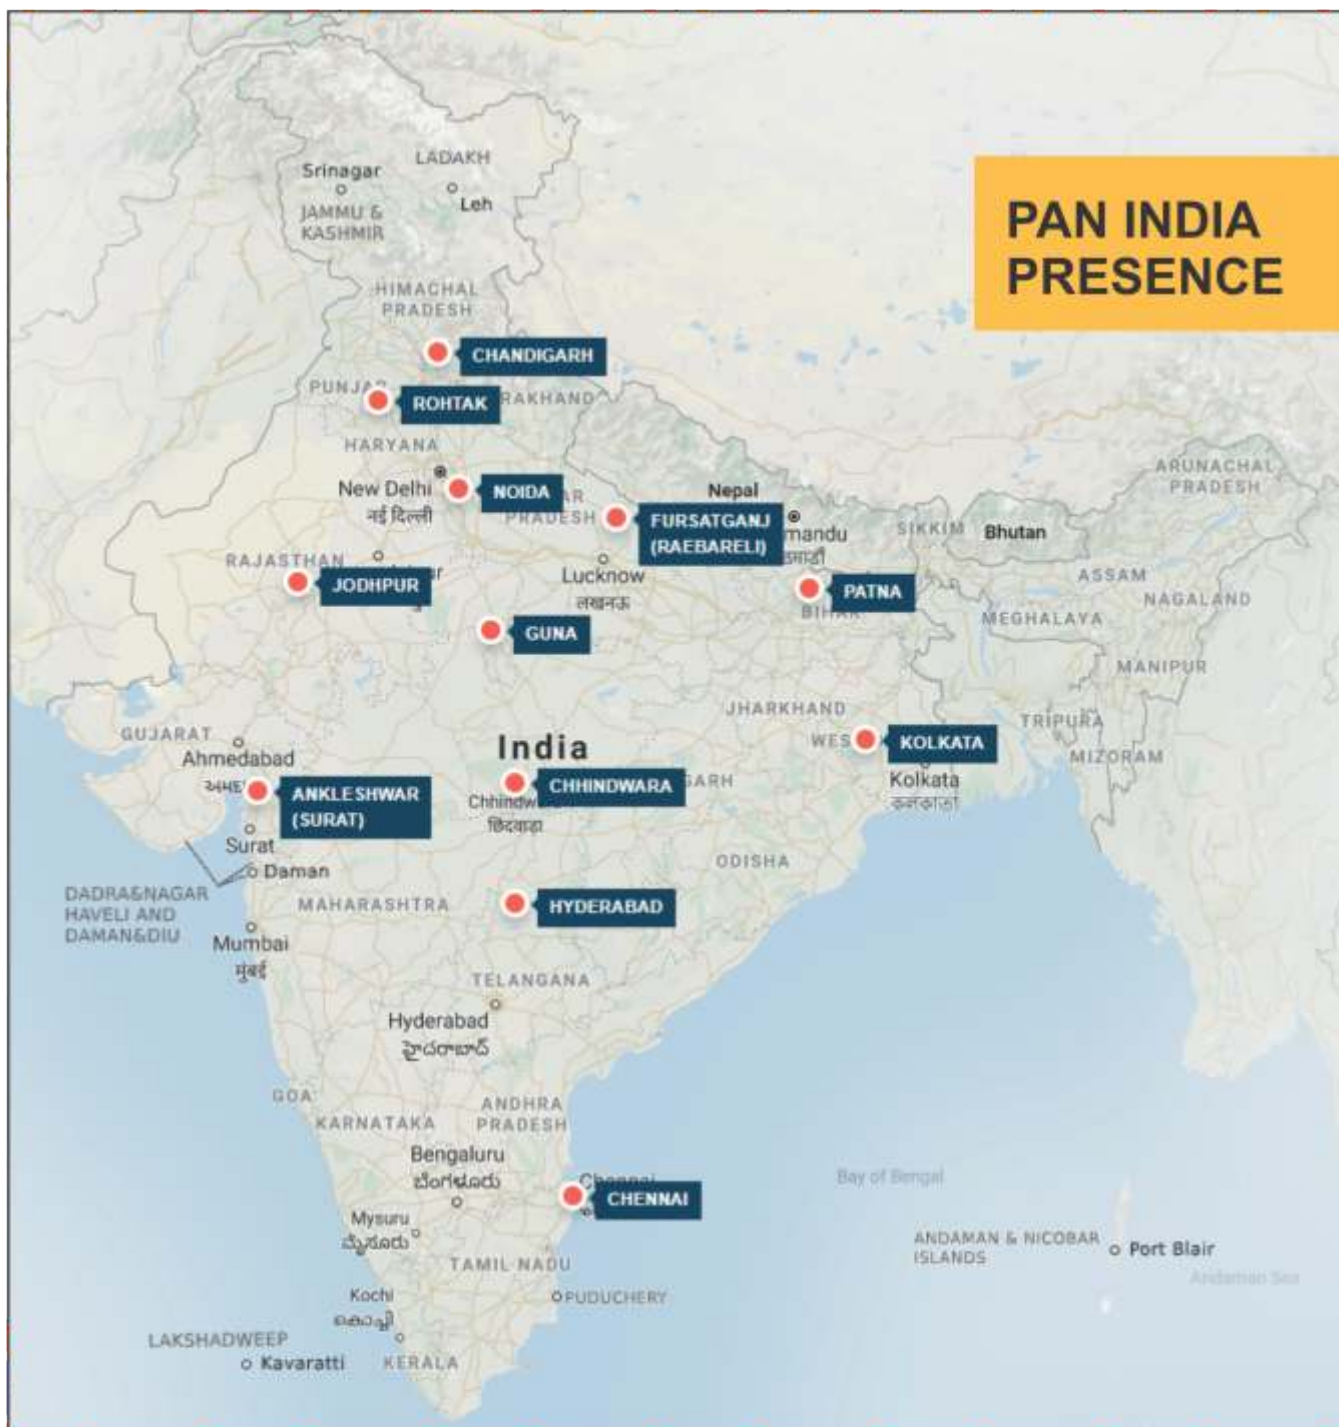 LADAKH
Srinagar
Leh
JAMMU &
KASHMIR
PAN INDIA
PRESENCE
HIMACHAL
PRADESH
CHANDIGARH
ROHTAK
HARYANA
New Delhi
नई दिल्ली
NOIDA
PRADESH
Nepal
FURSATGANJ
(RAEBARELI)
ARUNACHAL
PRADESH
SIKKIM
Bhutan
RAJASTHAN
JODHPUR
Lucknow
लखनऊ
PATNA
ASSAM
NAGALAND
MEGHALAYA
GUNA
MANIPUR
JHARKHAND
TRIPURA
MIZORAM
GUJARAT
Ahmedabad
India
KOLKATA
Kolkata
ANKLESHWAR
(SURAT)
CHHINDWARA
छिंदवाड़ा
Surat
Daman
ODISHA
DADRA&NAGAR
HAVELI AND
DAMAN&DIU
MAHARASHTRA
HYDERABAD
Mumbai
मुंबई
TELANGANA
Hyderabad
హైదరాబాద్
GOA
KARNATAKA
ANDHRA
PRADESH
Bengaluru
ಬೆಂಗಳೂರು
CHENNAI
Bay of Bengal
Mysuru
ಮೈಸೂರು
ANDAMAN & NICOBAR
ISLANDS
Port Blair
Andaman Sea
TAMIL NADU
Kochi
കൊച്ചി
PUDUCHERY
LAKSHADWEEP
Kavaratti
KERALA